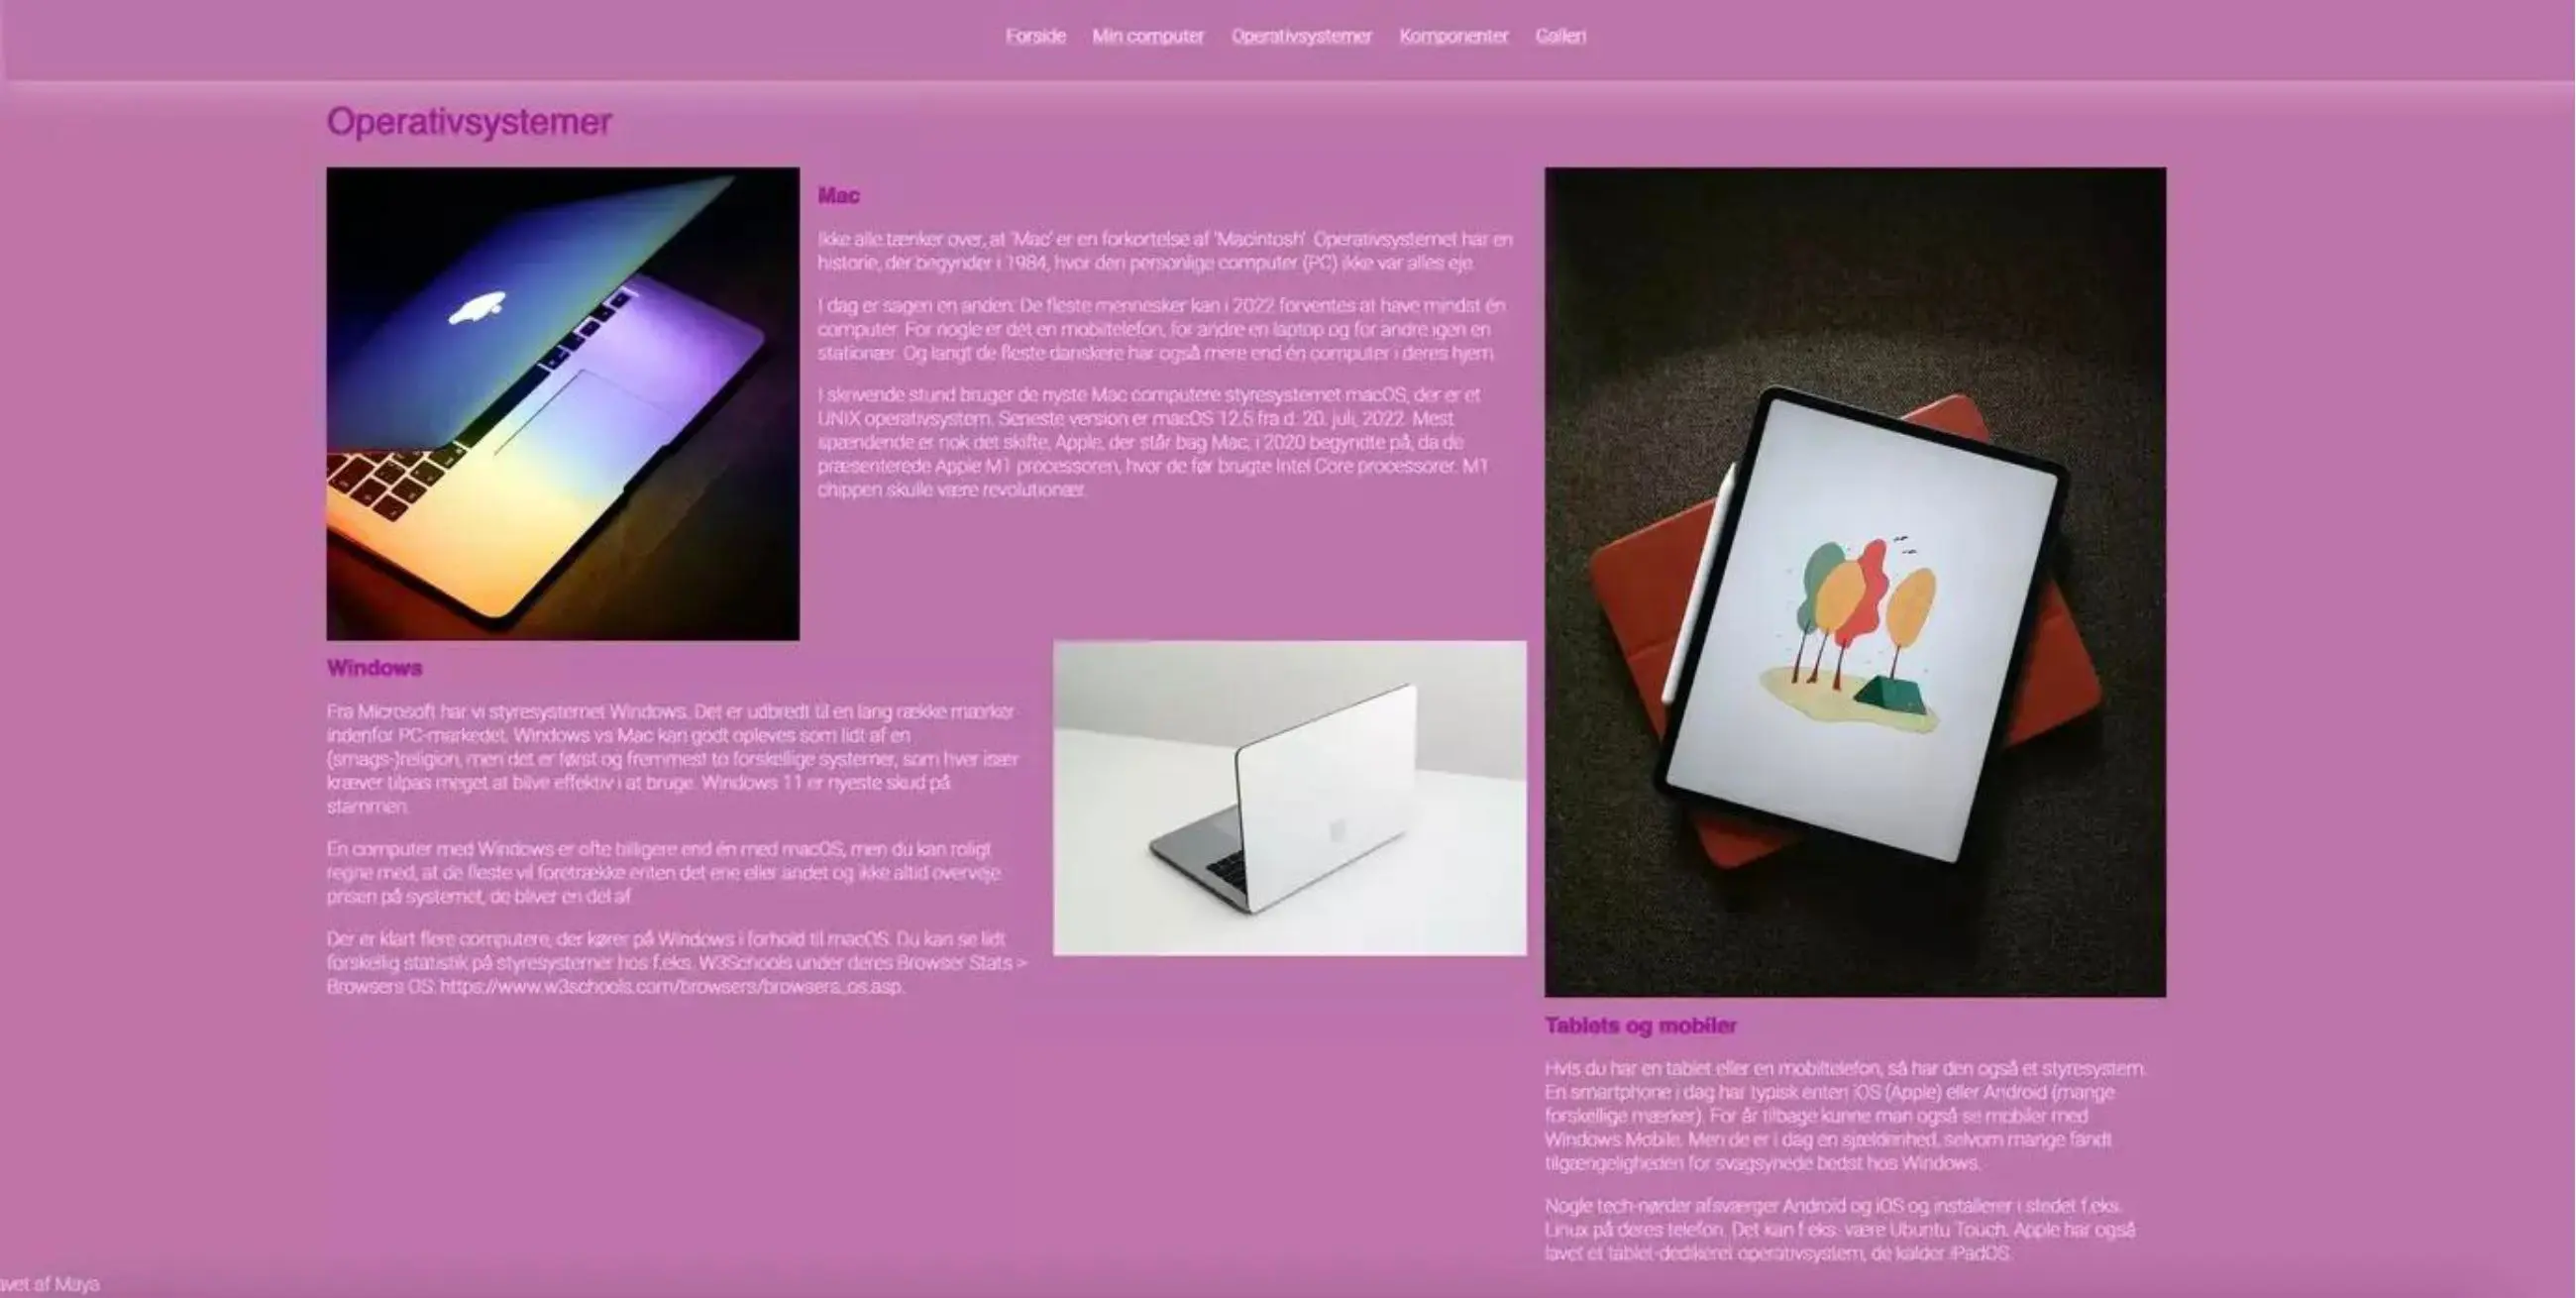 Forside Min computer Operativsystemer Komponenter Galleri
Operativsystemer
Mac
Ikke alle tænker over, at 'Mac' er en forkortelse af 'Macintosh'. Operativsystemet har en
historie, der begynder i 1984, hvor den personlige computer (PC) ikke var alles eje.
I dag er sagen en anden. De fleste mennesker kan i 2022 forventes at have mindst én
computer. For nogle er det en mobiltelefon, for andre en laptop og for andre igen en
stationær. Og langt de fleste danskere har også mere end én computer i deres hjem.
I skrivende stund bruger de nyste Mac computere styresystemet macOS, der er et
UNIX operativsystem. Seneste version er macOS 12.5 fra d. 20. juli, 2022. Mest
spændende er nok det skifte, Apple, der står bag Mac, i 2020 begyndte på, da de
præsenterede Apple M1 processoren, hvor de før brugte Intel Core processorer. M1
chippen skulle være revolutionær.
Windows
Fra Microsoft har vi styresystemet Windows. Det er udbredt til en lang række mærker
indenfor PC-markedet. Windows vs Mac kan godt opleves som lidt af en
(smags-)religion, men det er først og fremmest to forskellige systemer, som hver især
kræver tilpas meget at blive effektiv i at bruge. Windows 11 er nyeste skud på
stammen.
En computer med Windows er ofte billigere end én med macOS, men du kan roligt
regne med, at de fleste vil foretrække enten det ene eller andet og ikke altid overveje
prisen på systemet, de bliver en del af.
Der er klart flere computere, der kører på Windows i forhold til macOS. Du kan se lidt
forskellig statistik på styresystemer hos f.eks. W3Schools under deres Browser Stats >
Browsers OS: https://www.w3schools.com/browsers/browsers_os.asp.
Tablets og mobiler
Hvis du har en tablet eller en mobiltelefon, så har den også et styresystem.
En smartphone i dag har typisk enten iOS (Apple) eller Android (mange
forskellige mærker). For år tilbage kunne man også se mobiler med
Windows Mobile. Men de er i dag en sjældenhed, selvom mange fandt
tilgængeligheden for svagsynede bedst hos Windows.
Nogle tech-nørder afsværger Android og iOS og installerer i stedet f.eks.
Linux på deres telefon. Det kan f.eks. være Ubuntu Touch. Apple har også
lavet et tablet-dedikeret operativsystem, de kalder iPadOS.
avet af Maya